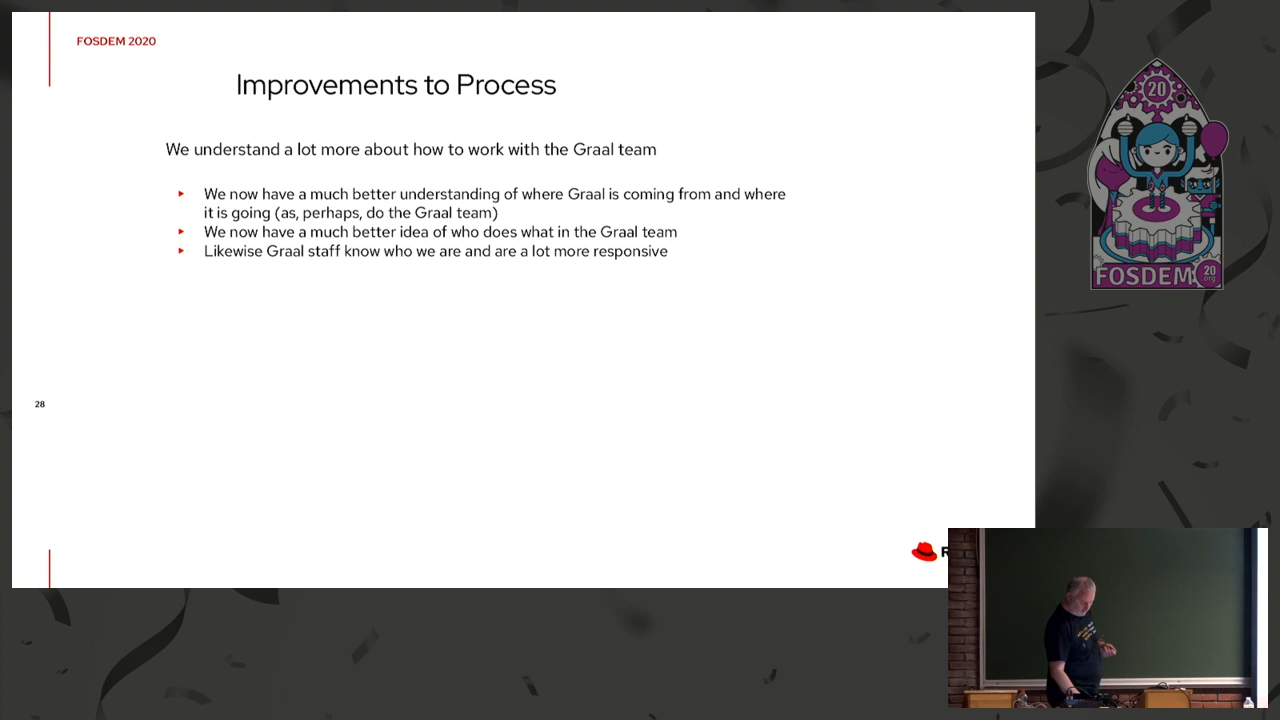 FOSDEM 2020
Improvements to Process
We understand a lot more about how to work with the Graal team
We now have a much better understanding of where Graal is coming from and where
it is going (as, perhaps, do the Graal team)
We now have a much better idea of who does what in the Graal team
Likewise Graal staff know who we are and are a lot more responsive
28
20
FOSDEM 20
.org